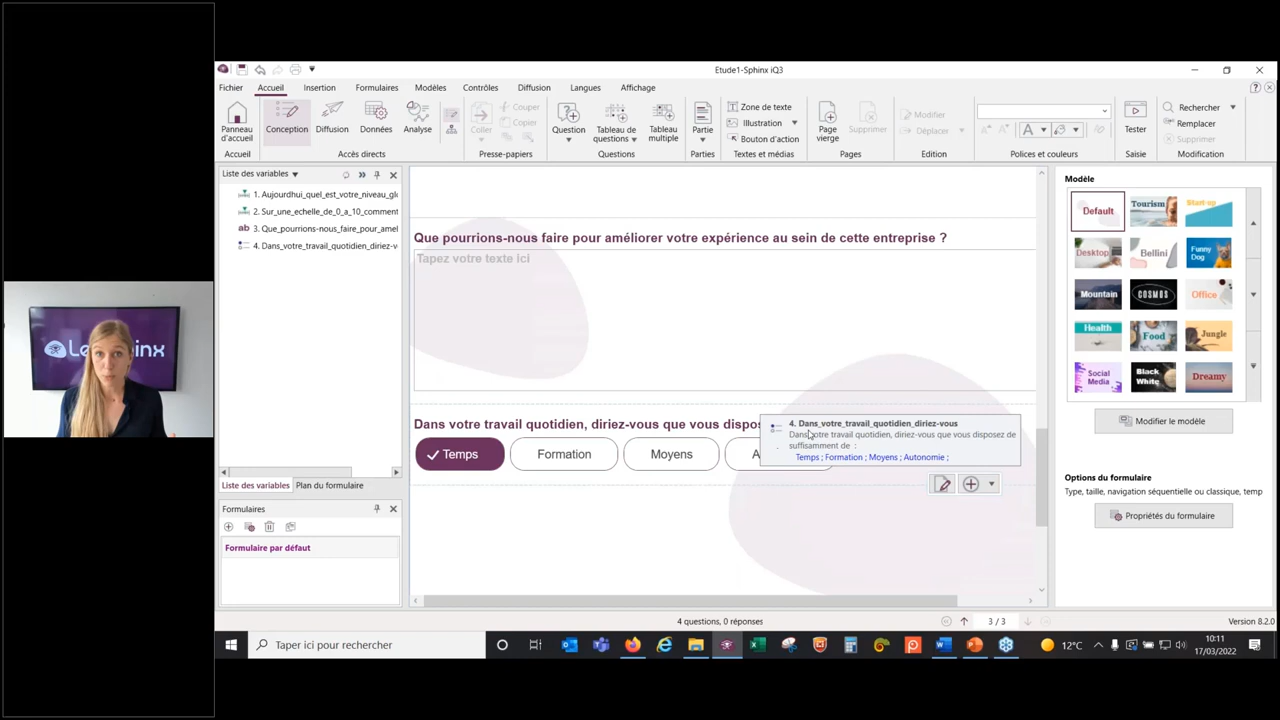 Etude1-Sphinx iQ3
Fichier Accueil Insertion Formulaires Modèles Contrôles Diffusion Langues Affichage
Panneau d'accueil
Conception
Diffusion
Données
Analyse
Coller
Couper
Copier
Question
Tableau de questions
Tableau multiple
Partie
Zone de texte
Illustration
Bouton d'action
Page vierge
Supprimer
Modifier
Déplacer
Tester
Rechercher
Remplacer
Supprimer
Accueil Accès directs Presse-papiers Questions Parties Textes et médias Pages Edition Polices et couleurs Saisie Modification
Liste des variables
1. Aujourdhui_quel_est_votre_niveau_gl
2. Sur_une_echelle_de_0_a_10_comment
ab 3. Que_pourrions-nous_faire_pour_amel
4. Dans_votre_travail_quotidien_diriez-v
Liste des variables Plan du formulaire
Formulaires
Formulaire par défaut
Que pourrions-nous faire pour améliorer votre expérience au sein de cette entreprise ?
Tapez votre texte ici
Dans votre travail quotidien, diriez-vous que vous dispos
Temps Formation Moyens
4. Dans_votre_travail_quotidien_diriez-vous
Dans votre travail quotidien, diriez-vous que vous disposez de
suffisamment de :
Temps ; Formation ; Moyens ; Autonomie ;
Modèle
Default Tourism Start-up
Desktop Bellini Funny Dog
Mountain COSMOS Office
Health Food Jungle
Social Media Black White Dreamy
Modifier le modèle
Options du formulaire
Type, taille, navigation séquentielle ou classique, temp
Propriétés du formulaire
4 questions, 0 réponses
3 / 3
Version 8.2.0
Taper ici pour rechercher
12°C
10:11
17/03/2022